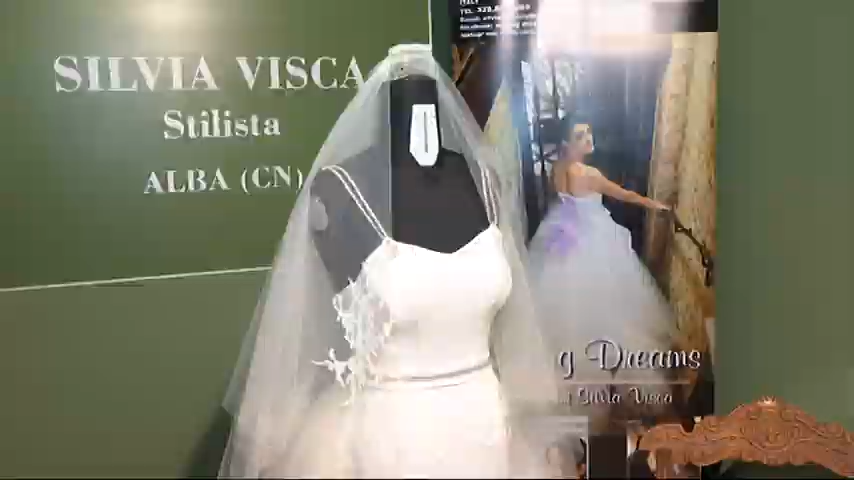 SILVIA VISCA
Stilista
ALBA (CN)
g Dreams
Silvia Visca